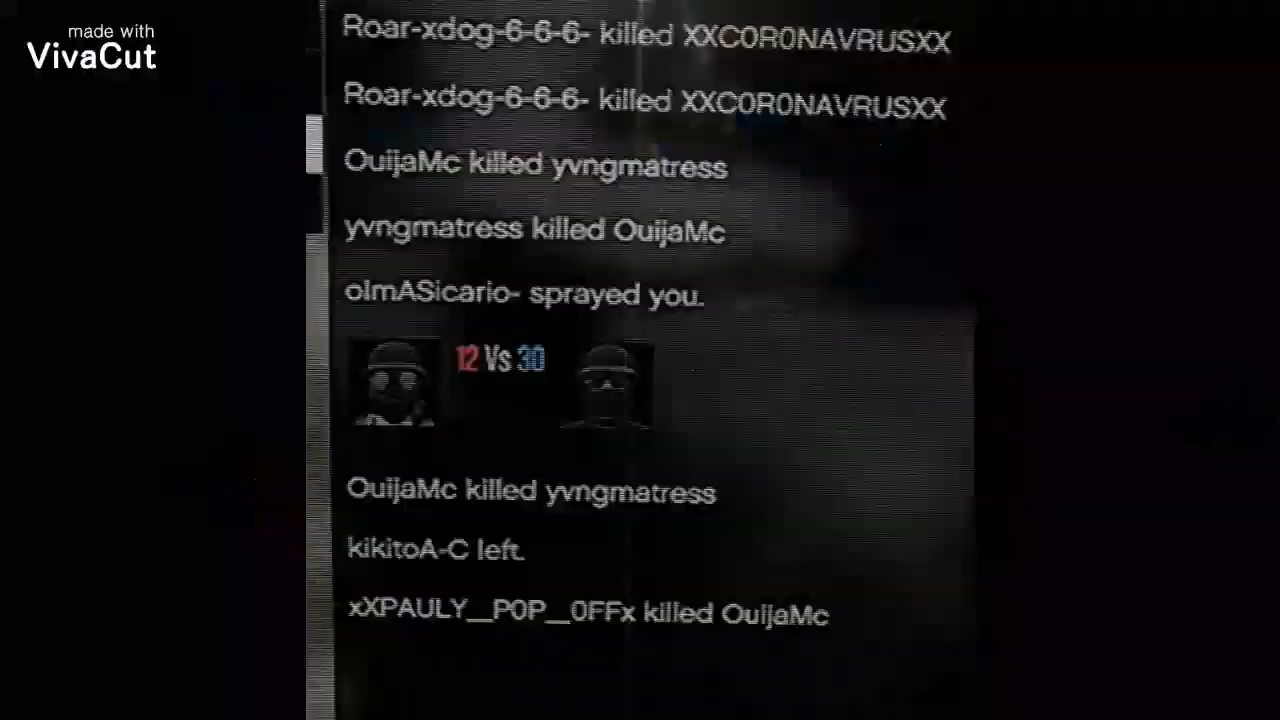 made with
VivaCut
Roar-xdog-6-6-6- killed XXC0R0NAVRUSXX
Roar-xdog-6-6-6- killed XXC0R0NAVRUSXX
OuijaMc killed yvngmatress
yvngmatress killed OuijaMc
oImASicario- sprayed you.
12 Vs 30
OuijaMc killed yvngmatress
kikitoA-C left.
xXPAULY__P0P__0FFx killed OuijaMc